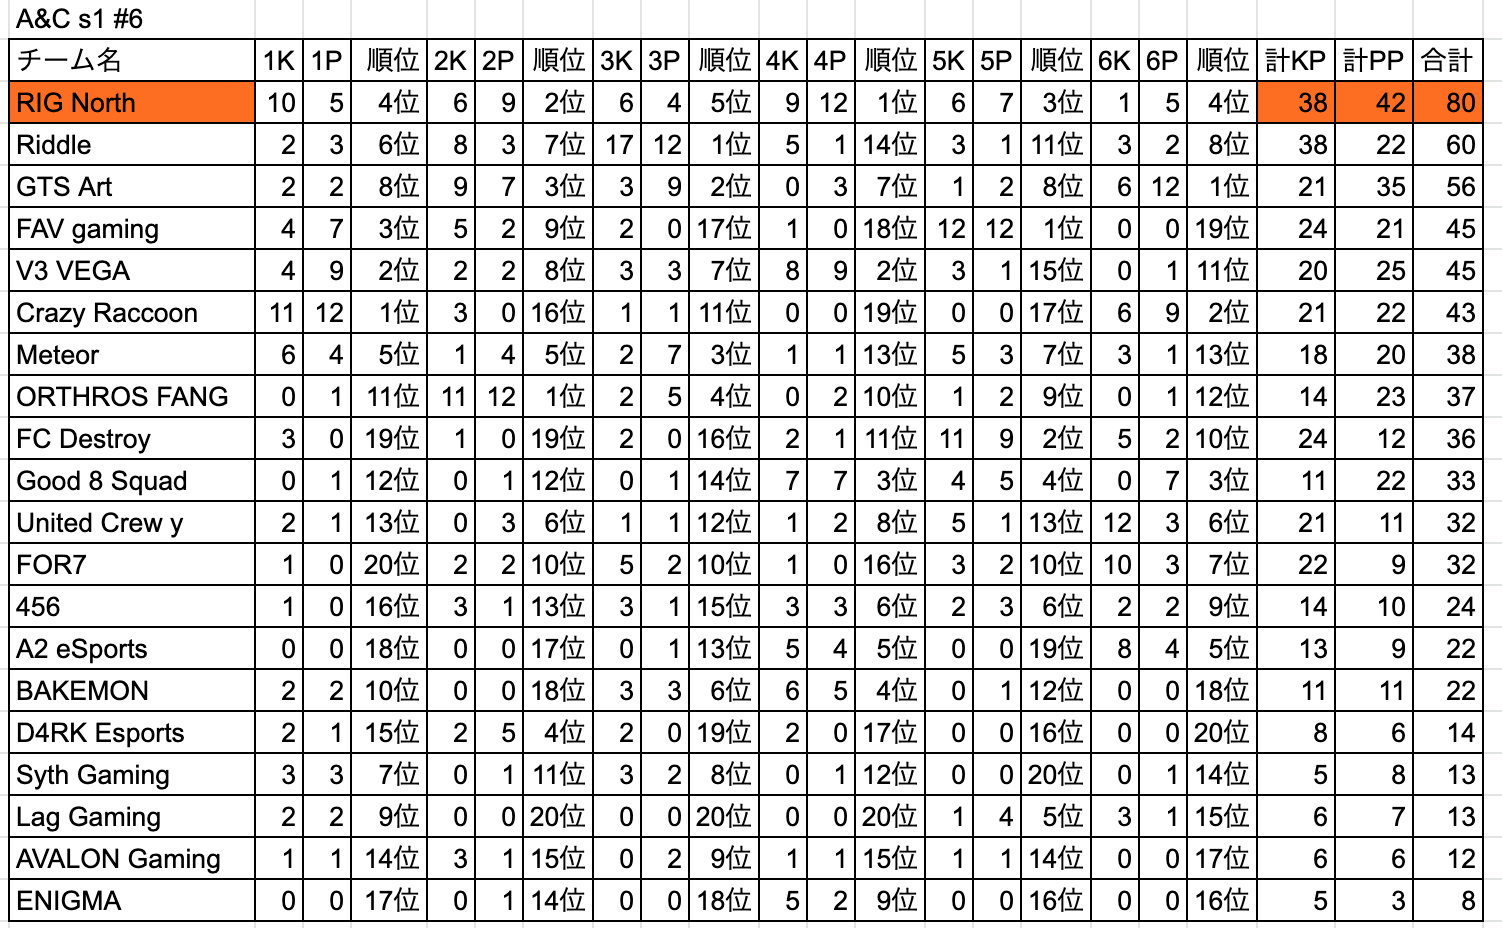 A&C s1 #6
チーム名 1K 1P 順位 2K 2P 順位 3K 3P 順位 4K 4P 順位 5K 5P 順位 6K 6P 順位 計KP 計PP 合計
RIG North 10 5 4位 6 9 2位 6 4 5位 9 12 1位 6 7 3位 1 5 4位 38 42 80
Riddle 2 3 6位 8 3 7位 17 12 1位 5 1 14位 3 1 11位 3 2 8位 38 22 60
GTS Art 2 2 8位 9 7 3位 3 9 2位 0 3 7位 1 2 8位 6 12 1位 21 35 56
FAV gaming 4 7 3位 5 2 9位 2 0 17位 1 0 18位 12 12 1位 0 0 19位 24 21 45
V3 VEGA 4 9 2位 2 2 8位 3 3 7位 8 9 2位 3 1 15位 0 1 11位 20 25 45
Crazy Raccoon 11 12 1位 3 0 16位 1 1 11位 0 0 19位 0 0 17位 6 9 2位 21 22 43
Meteor 6 4 5位 1 4 5位 2 7 3位 1 1 13位 5 3 7位 3 1 13位 18 20 38
ORTHROS FANG 0 1 11位 11 12 1位 2 5 4位 0 2 10位 1 2 9位 0 1 12位 14 23 37
FC Destroy 3 0 19位 1 0 19位 2 0 16位 2 1 11位 11 9 2位 5 2 10位 24 12 36
Good 8 Squad 0 1 12位 0 1 12位 0 1 14位 7 7 3位 4 5 4位 0 7 3位 11 22 33
United Crew y 2 1 13位 0 3 6位 1 1 12位 1 2 8位 5 1 13位 12 3 6位 21 11 32
FOR7 1 0 20位 2 2 10位 5 2 10位 1 0 16位 3 2 10位 10 3 7位 22 9 32
456 1 0 16位 3 1 13位 3 1 15位 3 3 6位 2 3 6位 2 2 9位 14 10 24
A2 eSports 0 0 18位 0 0 17位 0 1 13位 5 4 5位 0 0 19位 8 4 5位 13 9 22
BAKEMON 2 2 10位 0 0 18位 3 3 6位 6 5 4位 0 1 12位 0 0 18位 11 11 22
D4RK Esports 2 1 15位 2 5 4位 2 0 19位 2 0 17位 0 0 16位 0 0 20位 8 6 14
Syth Gaming 3 3 7位 0 1 11位 3 2 8位 0 1 12位 0 0 20位 0 1 14位 5 8 13
Lag Gaming 2 2 9位 0 0 20位 0 0 20位 0 0 20位 1 4 5位 3 1 15位 6 7 13
AVALON Gaming 1 1 14位 3 1 15位 0 2 9位 1 1 15位 1 1 14位 0 0 17位 6 6 12
ENIGMA 0 0 17位 0 1 14位 0 0 18位 5 2 9位 0 0 16位 0 0 16位 5 3 8